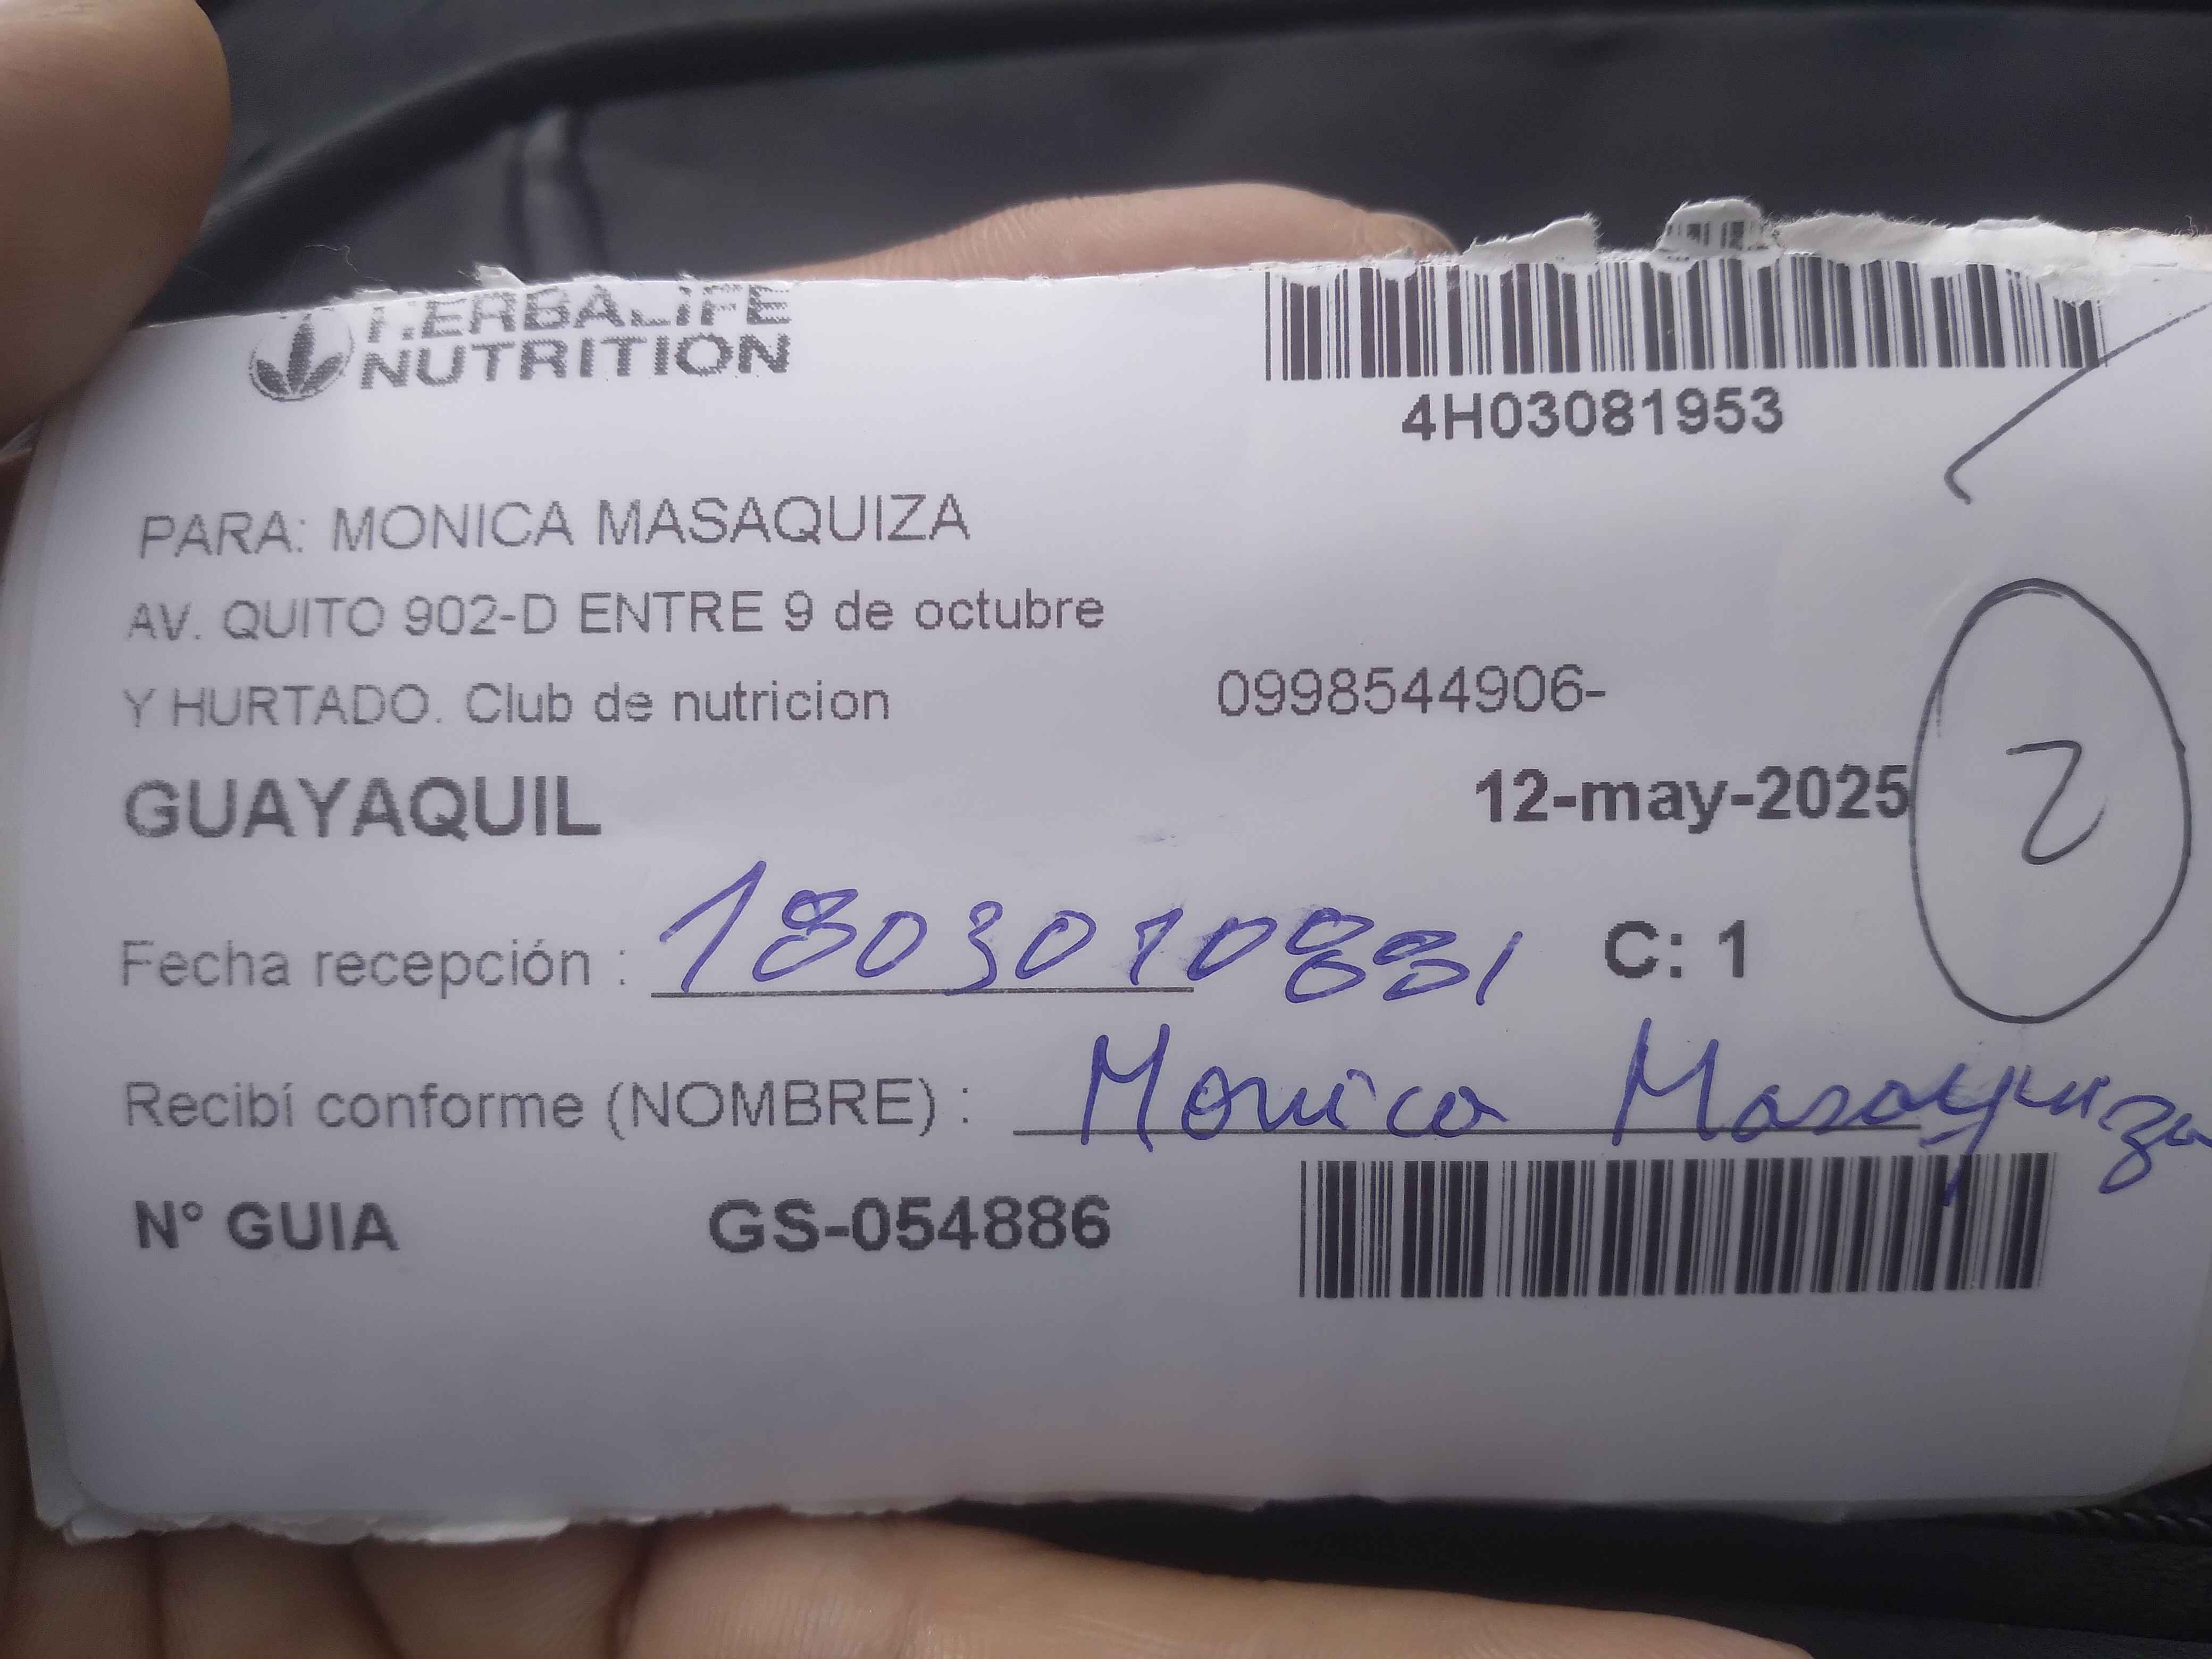 HERBALIFE
NUTRITION
4H03081953
PARA: MONICA MASAQUIZA
AV. QUITO 902-D ENTRE 9 de octubre
Y HURTADO. Club de nutricion 0998544906-
GUAYAQUIL 12-may-2025
2
Fecha recepción : 1803010881 C: 1
Recibí conforme (NOMBRE) : Monica Masaquiza
N° GUIA GS-054886